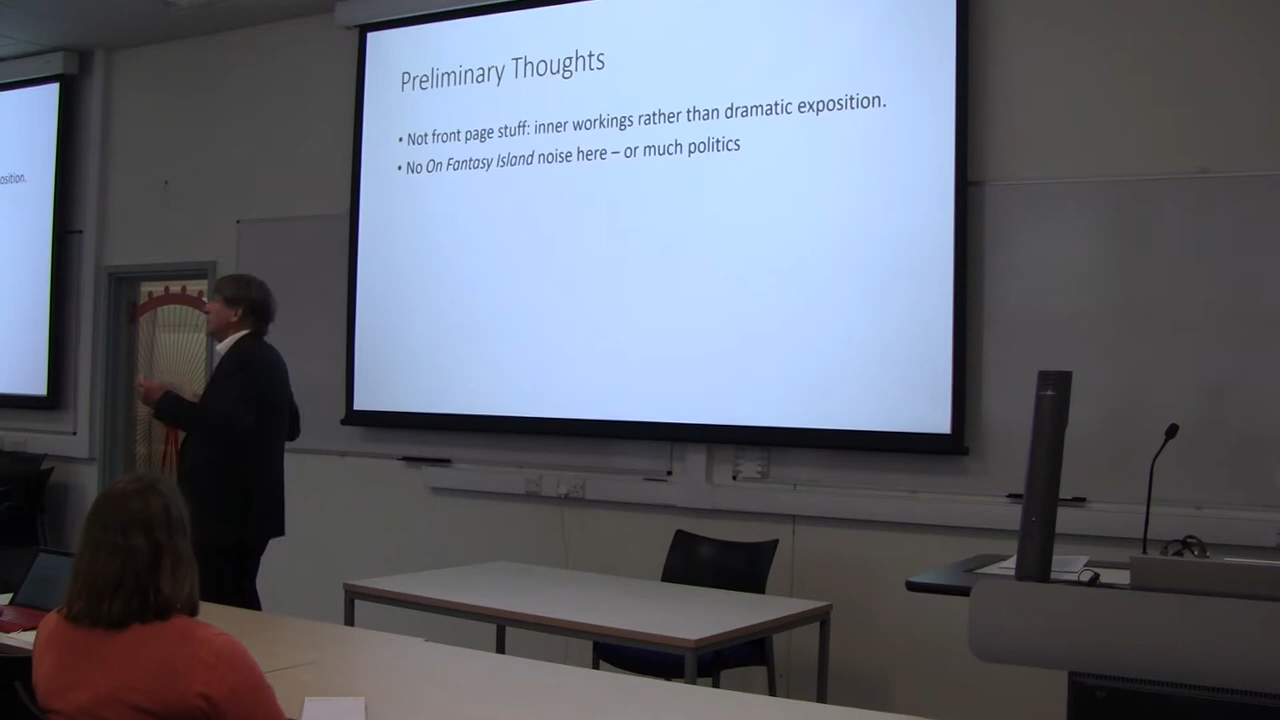 Preliminary Thoughts
• Not front page stuff: inner workings rather than dramatic exposition.
• No On Fantasy Island noise here – or much politics
osition.